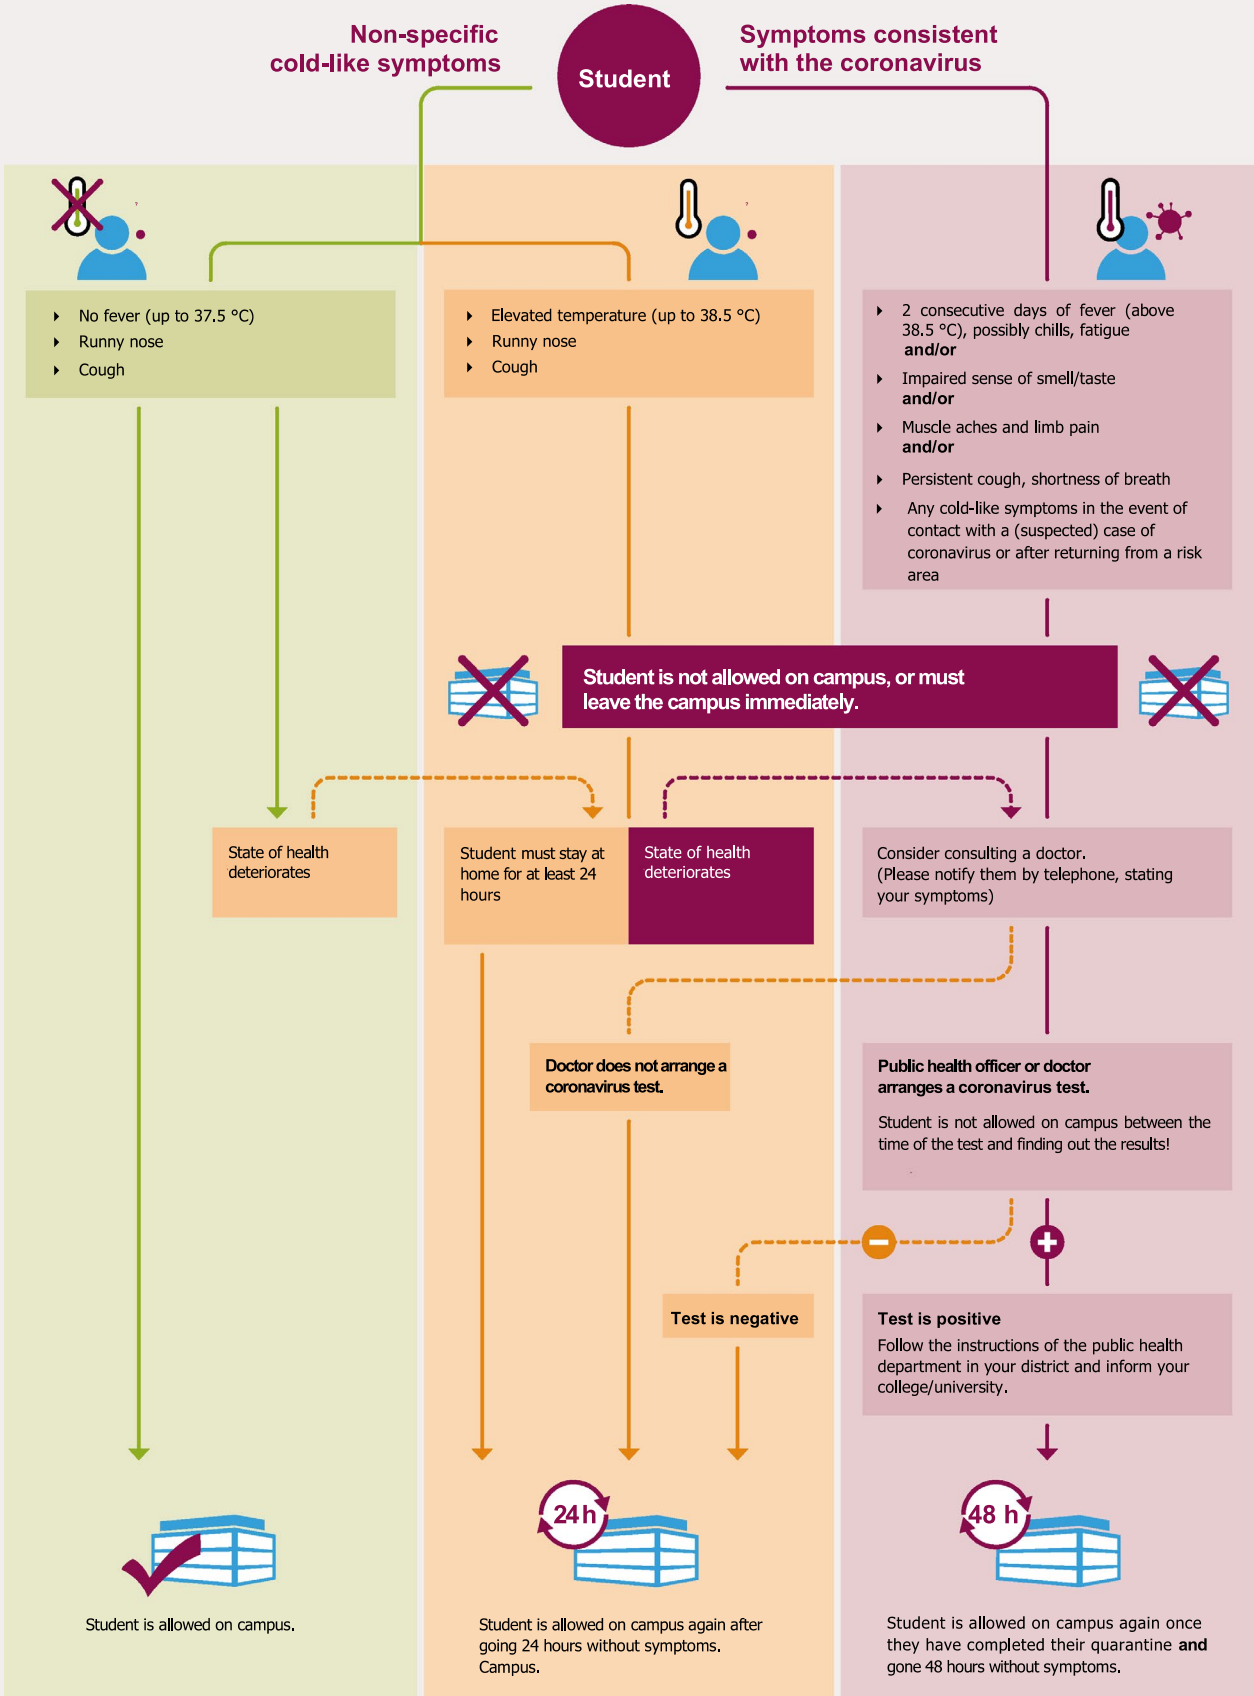 Non-specific
cold-like symptoms
Student
Symptoms consistent
with the coronavirus
No fever (up to 37.5 °C)
Runny nose
Cough
Elevated temperature (up to 38.5 °C)
Runny nose
Cough
2 consecutive days of fever (above
38.5 °C), possibly chills, fatigue
and/or
Impaired sense of smell/taste
and/or
Muscle aches and limb pain
and/or
Persistent cough, shortness of breath
Any cold-like symptoms in the event of
contact with a (suspected) case of
coronavirus or after returning from a risk
area
Student is not allowed on campus, or must
leave the campus immediately.
State of health
deteriorates
Student must stay at
home for at least 24
hours
State of health
deteriorates
Consider consulting a doctor.
(Please notify them by telephone, stating
your symptoms)
Doctor does not arrange a
coronavirus test.
Public health officer or doctor
arranges a coronavirus test.
Student is not allowed on campus between the
time of the test and finding out the results!
Test is negative
Test is positive
Follow the instructions of the public health
department in your district and inform your
college/university.
24h
48 h
Student is allowed on campus.
Student is allowed on campus again after
going 24 hours without symptoms.
Campus.
Student is allowed on campus again once
they have completed their quarantine and
gone 48 hours without symptoms.